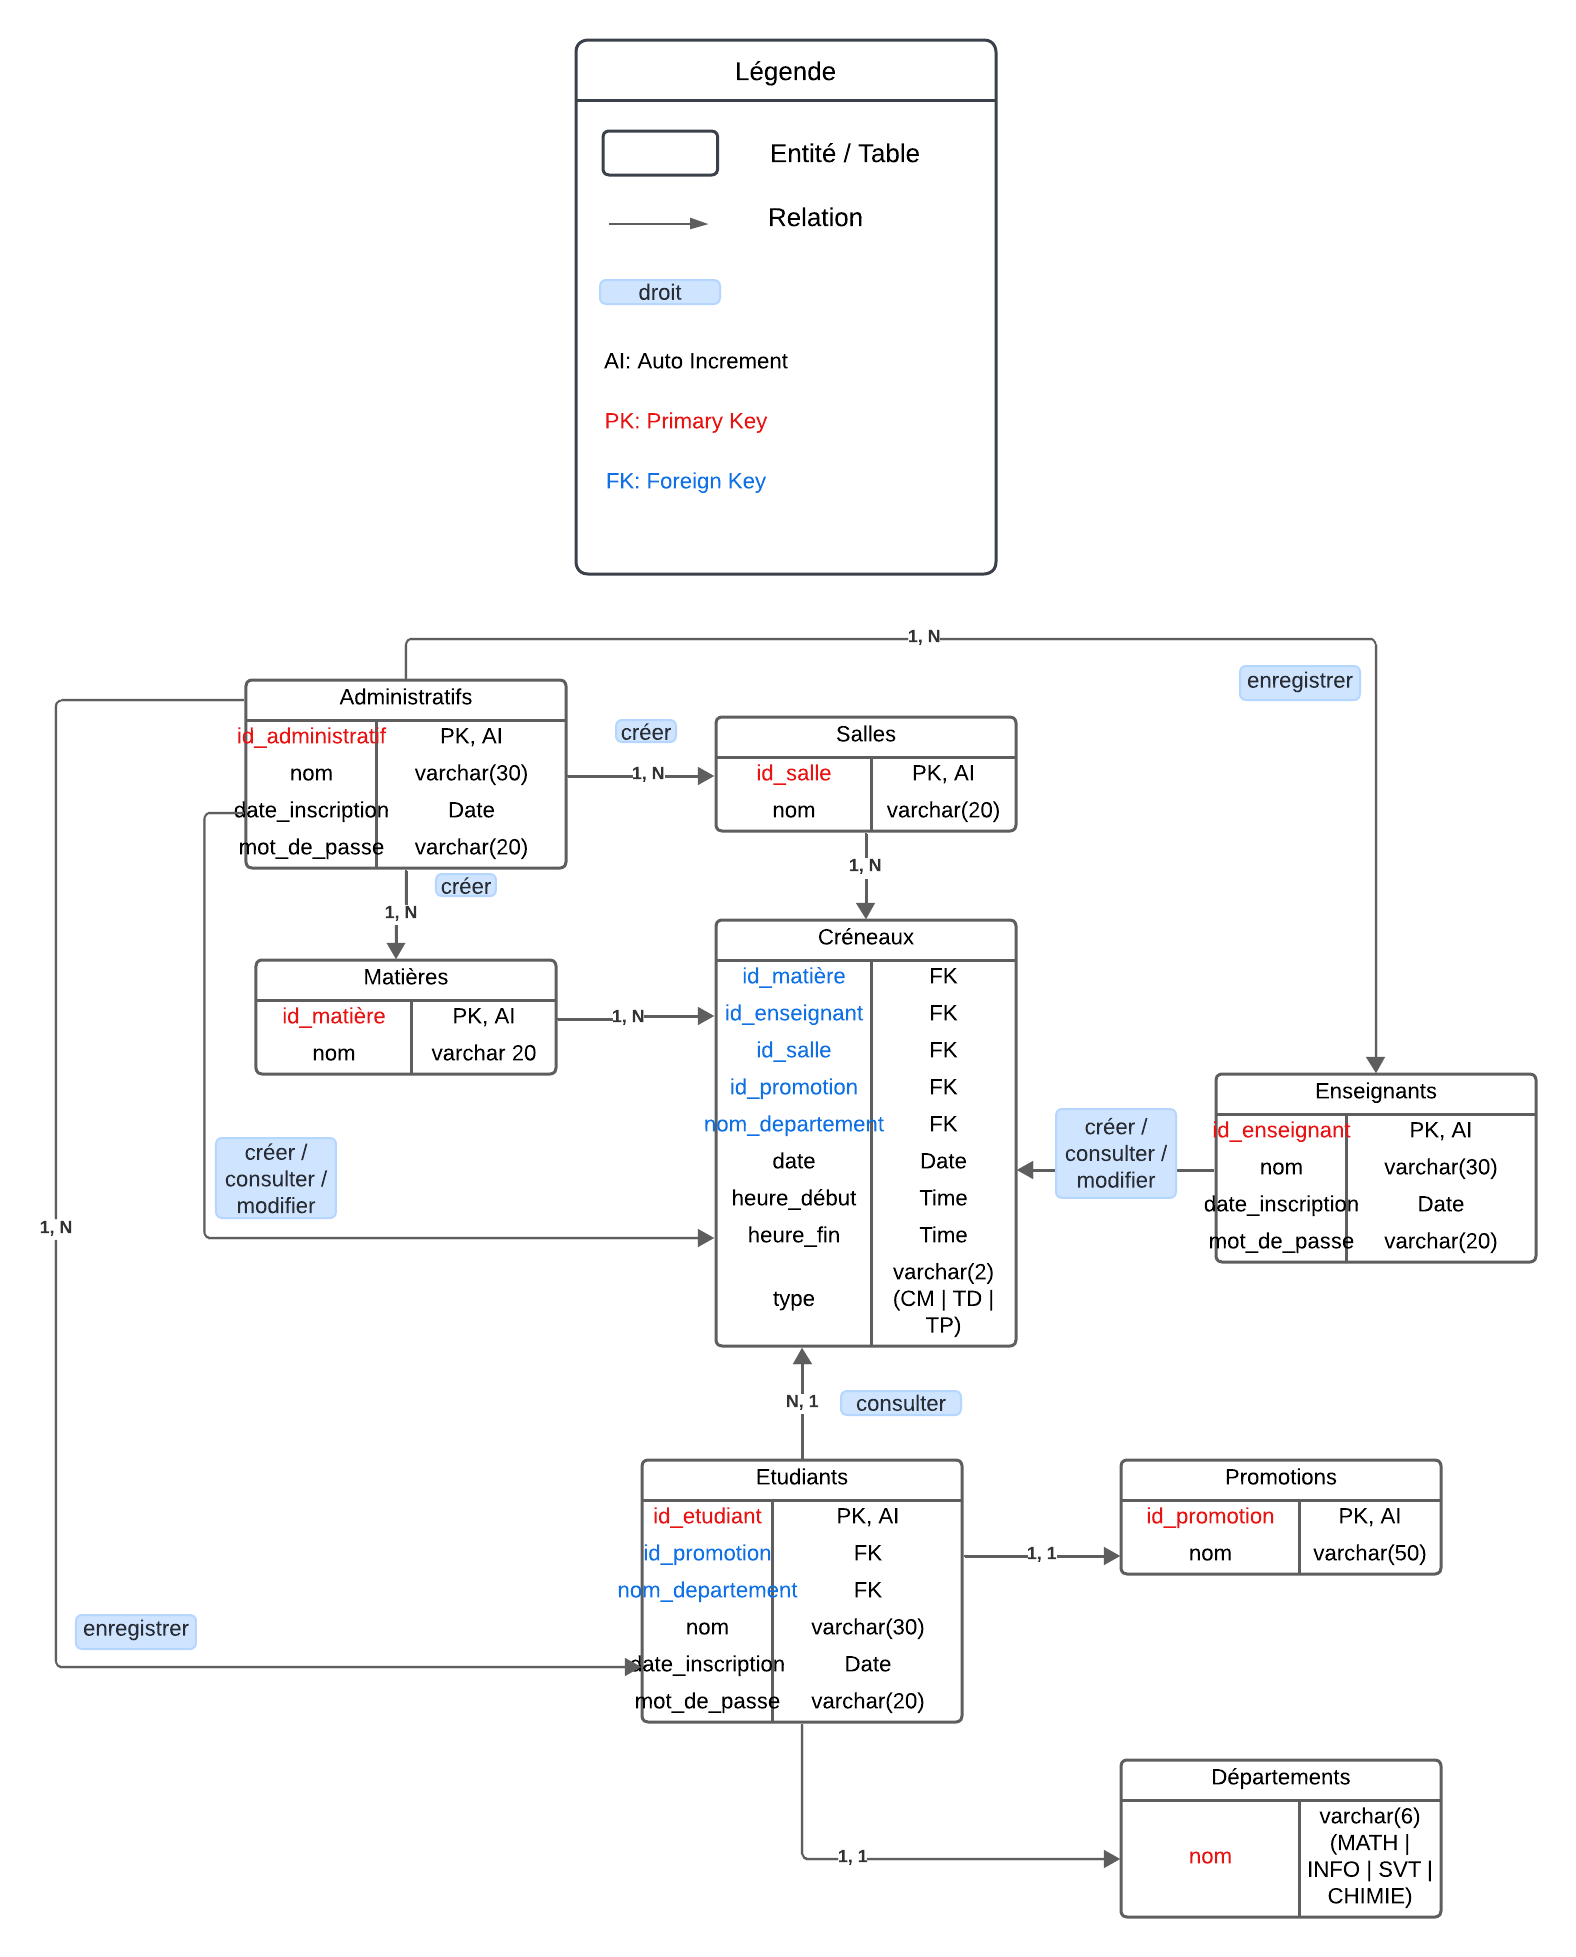 Légende
Entité / Table
Relation
droit
AI: Auto Increment
PK: Primary Key
FK: Foreign Key
1, N
enregistrer
Administratifs
id_administratif PK, AI
nom varchar(30)
date_inscription Date
mot_de_passe varchar(20)
créer
1, N
Salles
id_salle PK, AI
nom varchar(20)
créer
1, N
1, N
Matières
id_matière PK, AI
nom varchar 20
1, N
Créneaux
id_matière FK
id_enseignant FK
id_salle FK
id_promotion FK
nom_departement FK
date Date
heure_début Time
heure_fin Time
type varchar(2)
(CM | TD |
TP)
Enseignants
id_enseignant PK, AI
nom varchar(30)
date_inscription Date
mot_de_passe varchar(20)
créer /
consulter /
modifier
créer /
consulter /
modifier
1, N
N, 1
consulter
Etudiants
id_etudiant PK, AI
id_promotion FK
nom_departement FK
nom varchar(30)
date_inscription Date
mot_de_passe varchar(20)
1, 1
Promotions
id_promotion PK, AI
nom varchar(50)
enregistrer
1, 1
Départements
nom varchar(6)
(MATH |
INFO | SVT |
CHIMIE)